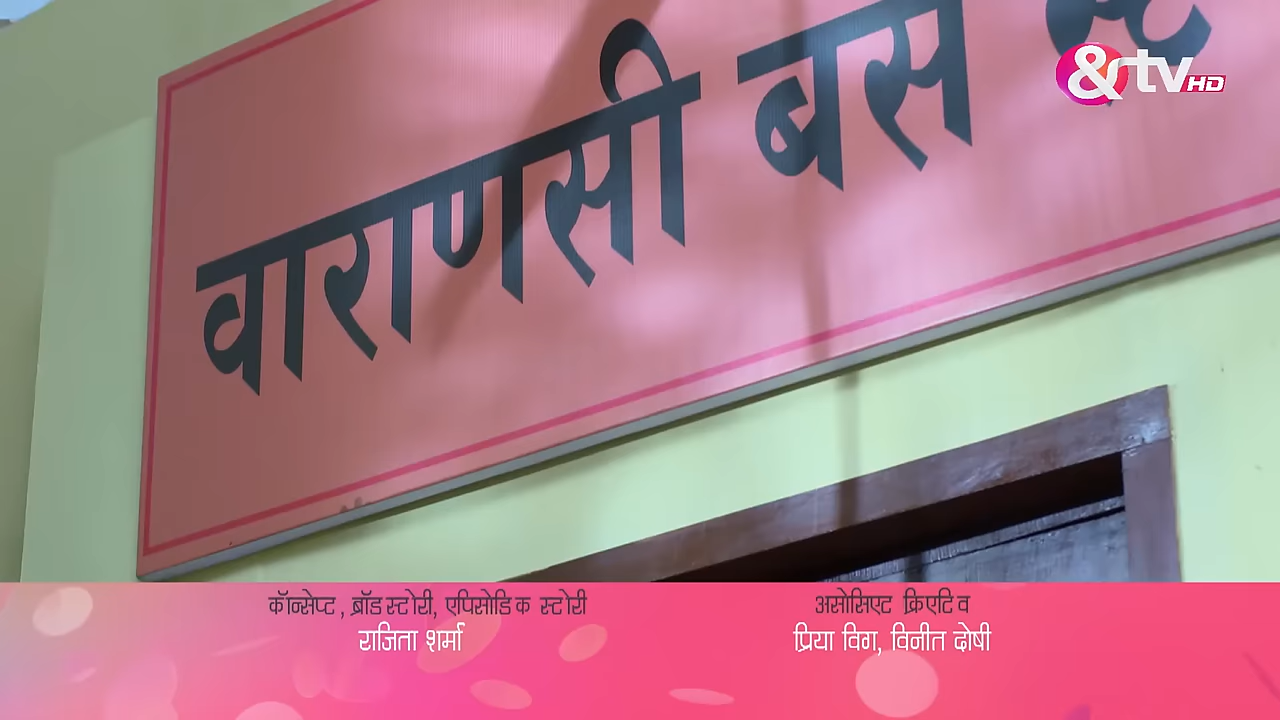 वाराणसी बस
&tv HD
कॉन्सेप्ट, ब्रॉड स्टोरी, एपिसोडिक स्टोरी
राजिता शर्मा
असोसिएट क्रिएटिव
प्रिया विग, विनीत दोषी